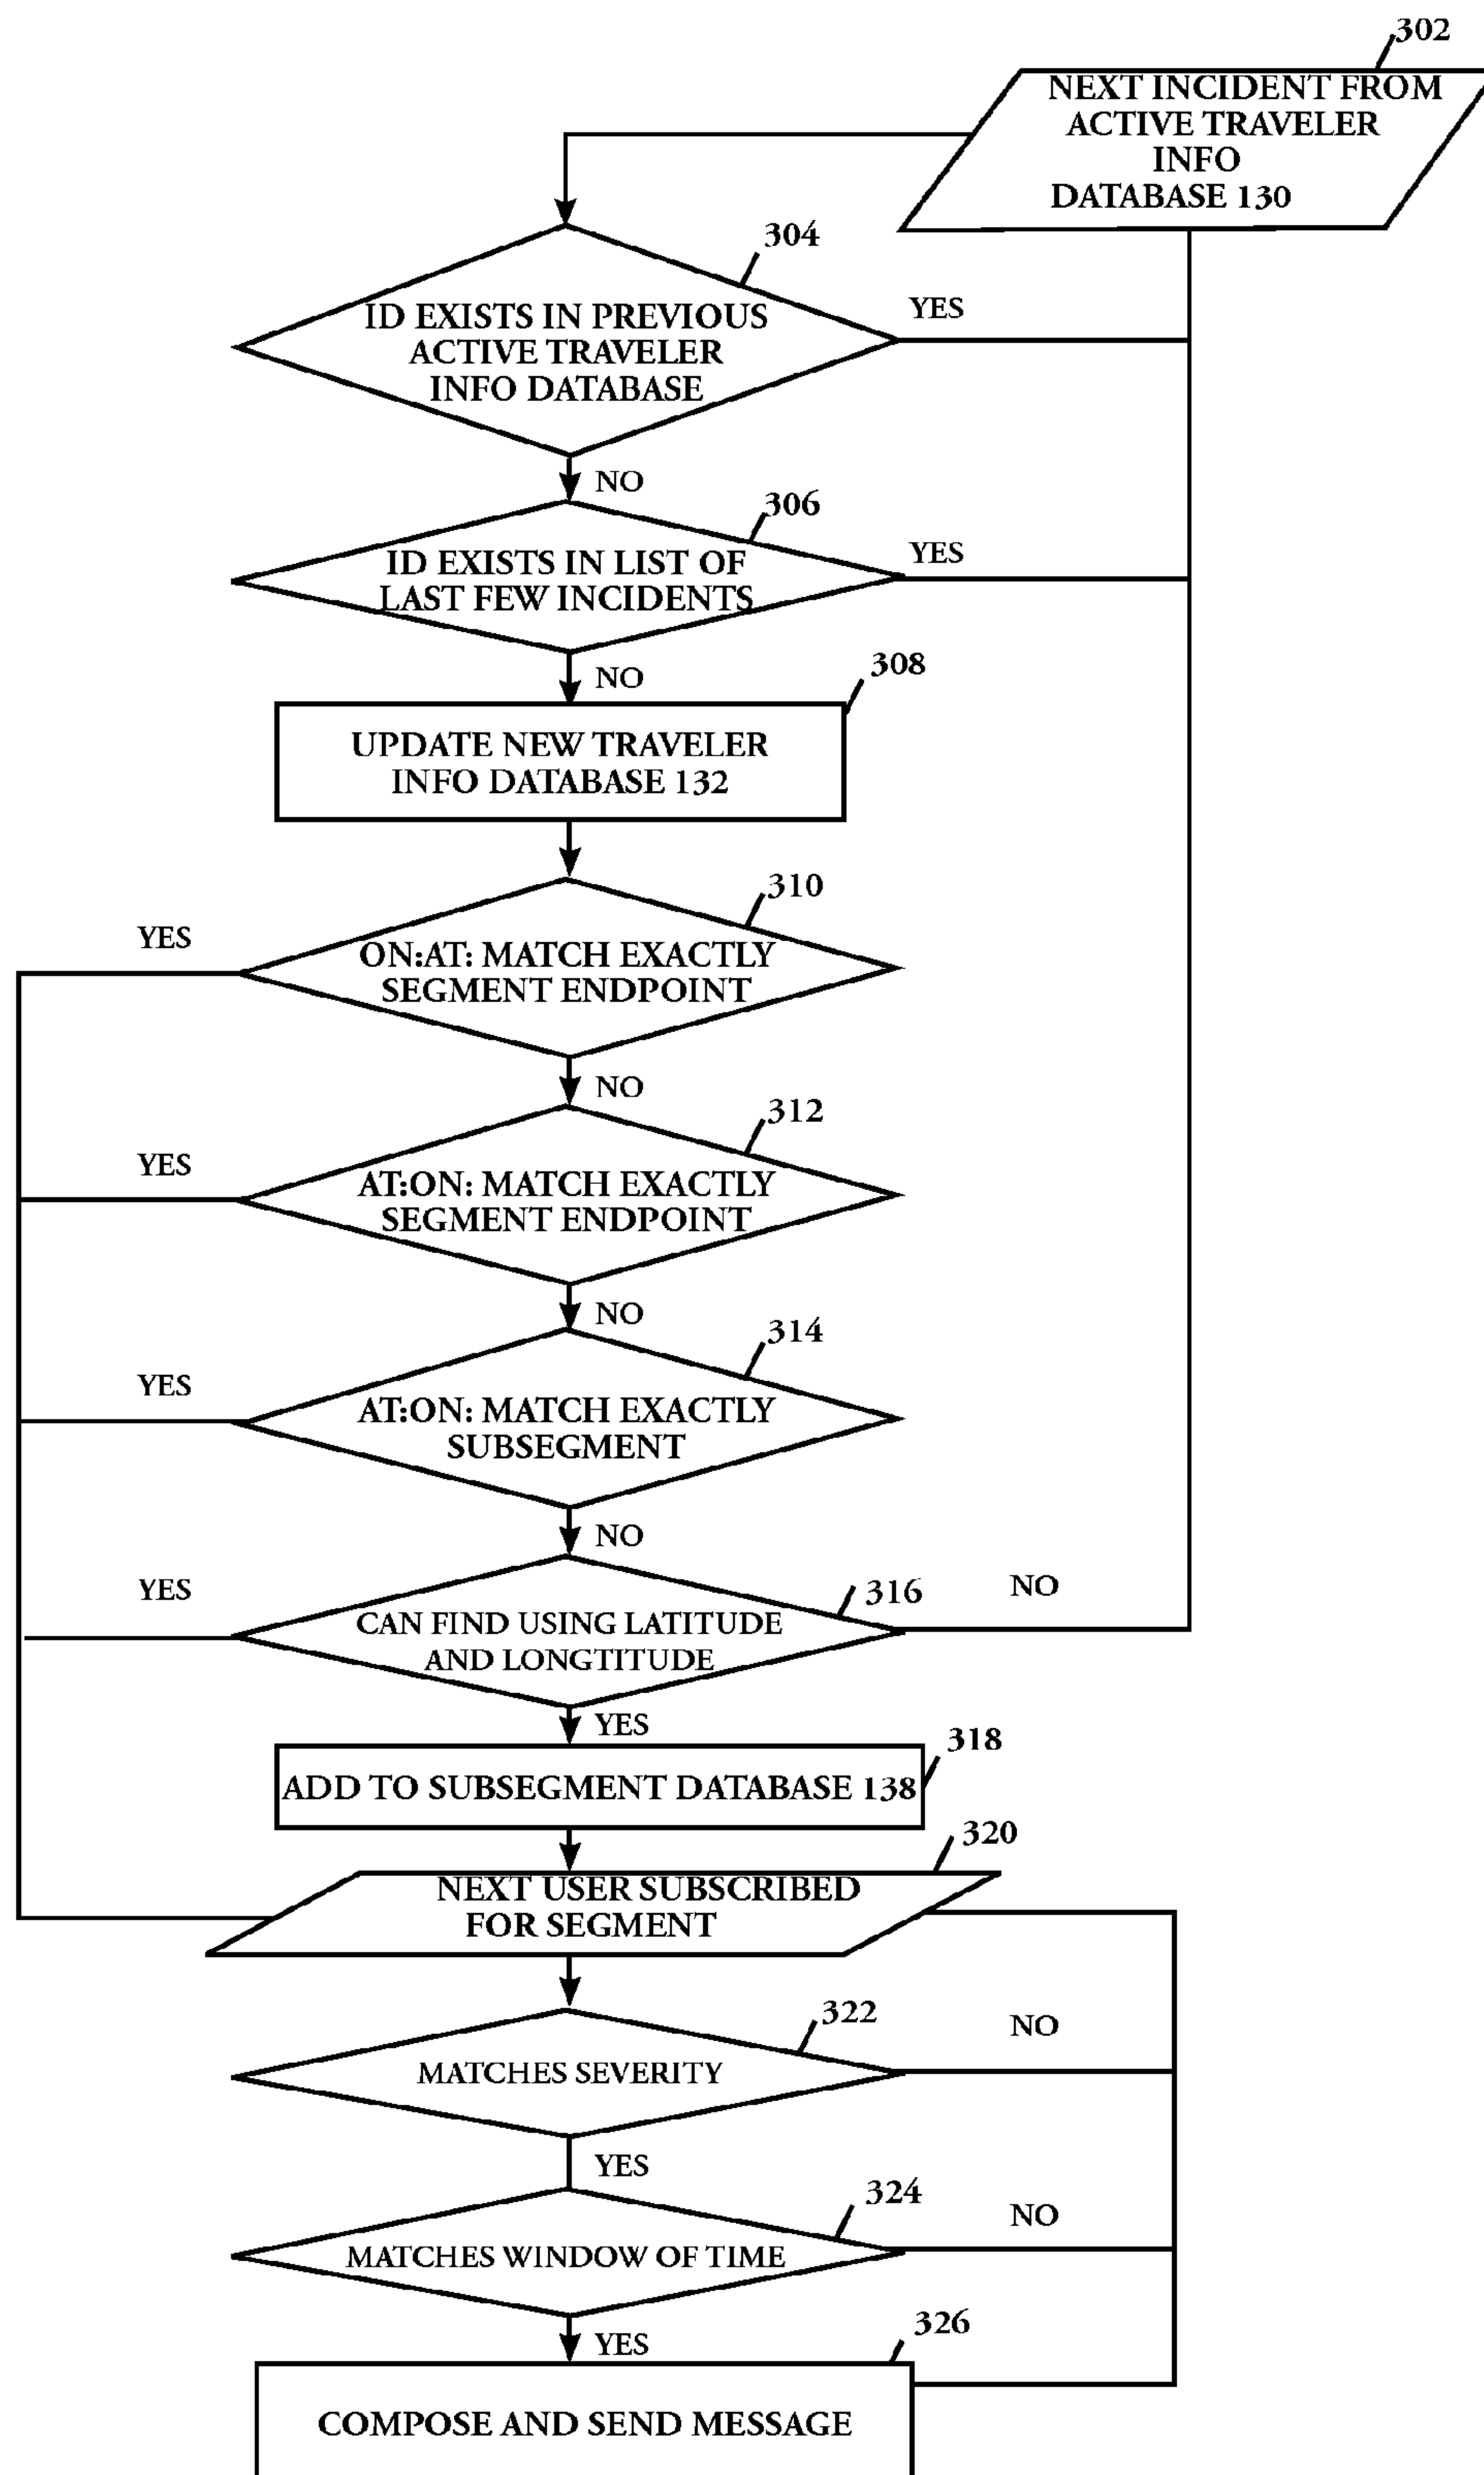 302
NEXT INCIDENT FROM
ACTIVE TRAVELER
INFO
DATABASE 130
304
ID EXISTS IN PREVIOUS
ACTIVE TRAVELER
INFO DATABASE
YES
NO
306
ID EXISTS IN LIST OF
LAST FEW INCIDENTS
YES
NO
308
UPDATE NEW TRAVELER
INFO DATABASE 132
310
YES
ON:AT: MATCH EXACTLY
SEGMENT ENDPOINT
NO
312
YES
AT:ON: MATCH EXACTLY
SEGMENT ENDPOINT
NO
314
YES
AT:ON: MATCH EXACTLY
SUBSEGMENT
NO
316
YES
NO
CAN FIND USING LATITUDE
AND LONGTITUDE
YES
318
ADD TO SUBSEGMENT DATABASE 138
320
NEXT USER SUBSCRIBED
FOR SEGMENT
322
NO
MATCHES SEVERITY
YES
324
NO
MATCHES WINDOW OF TIME
YES
326
COMPOSE AND SEND MESSAGE